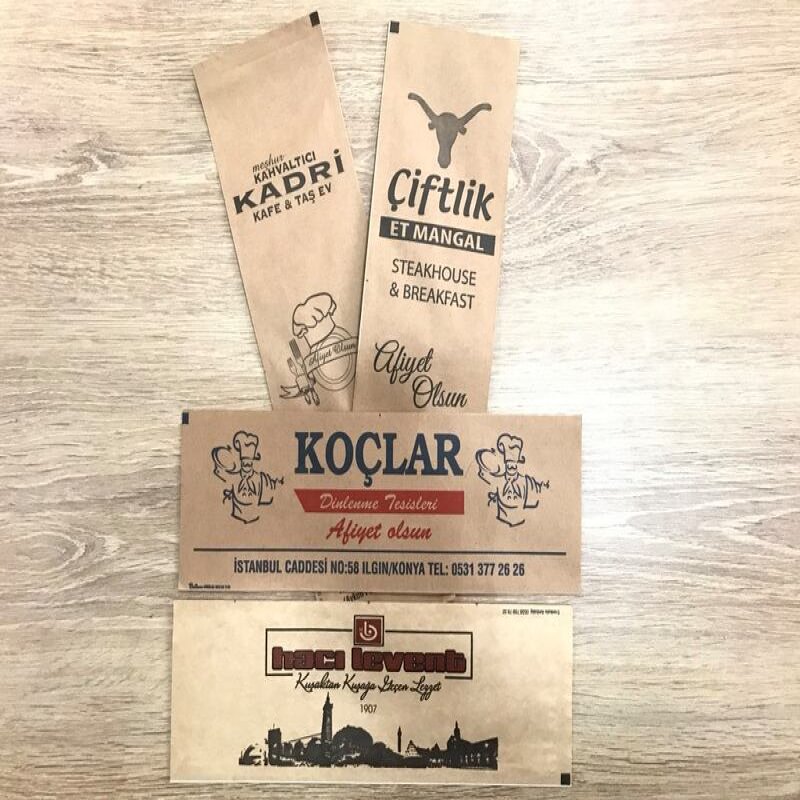 meşhur
KAHVALTICI
KADRİ
KAFE & TAŞ EV
Afiyet Olsun
Çiftlik
ET MANGAL
STEAKHOUSE
& BREAKFAST
Afiyet
Olsun
KOÇLAR
Dinlenme Tesisleri
Afiyet olsun
İSTANBUL CADDESİ NO:58 ILGIN/KONYA TEL: 0531 377 26 26
hacı levent
Kuşaktan Kuşağa Geçen Lezzet
1907